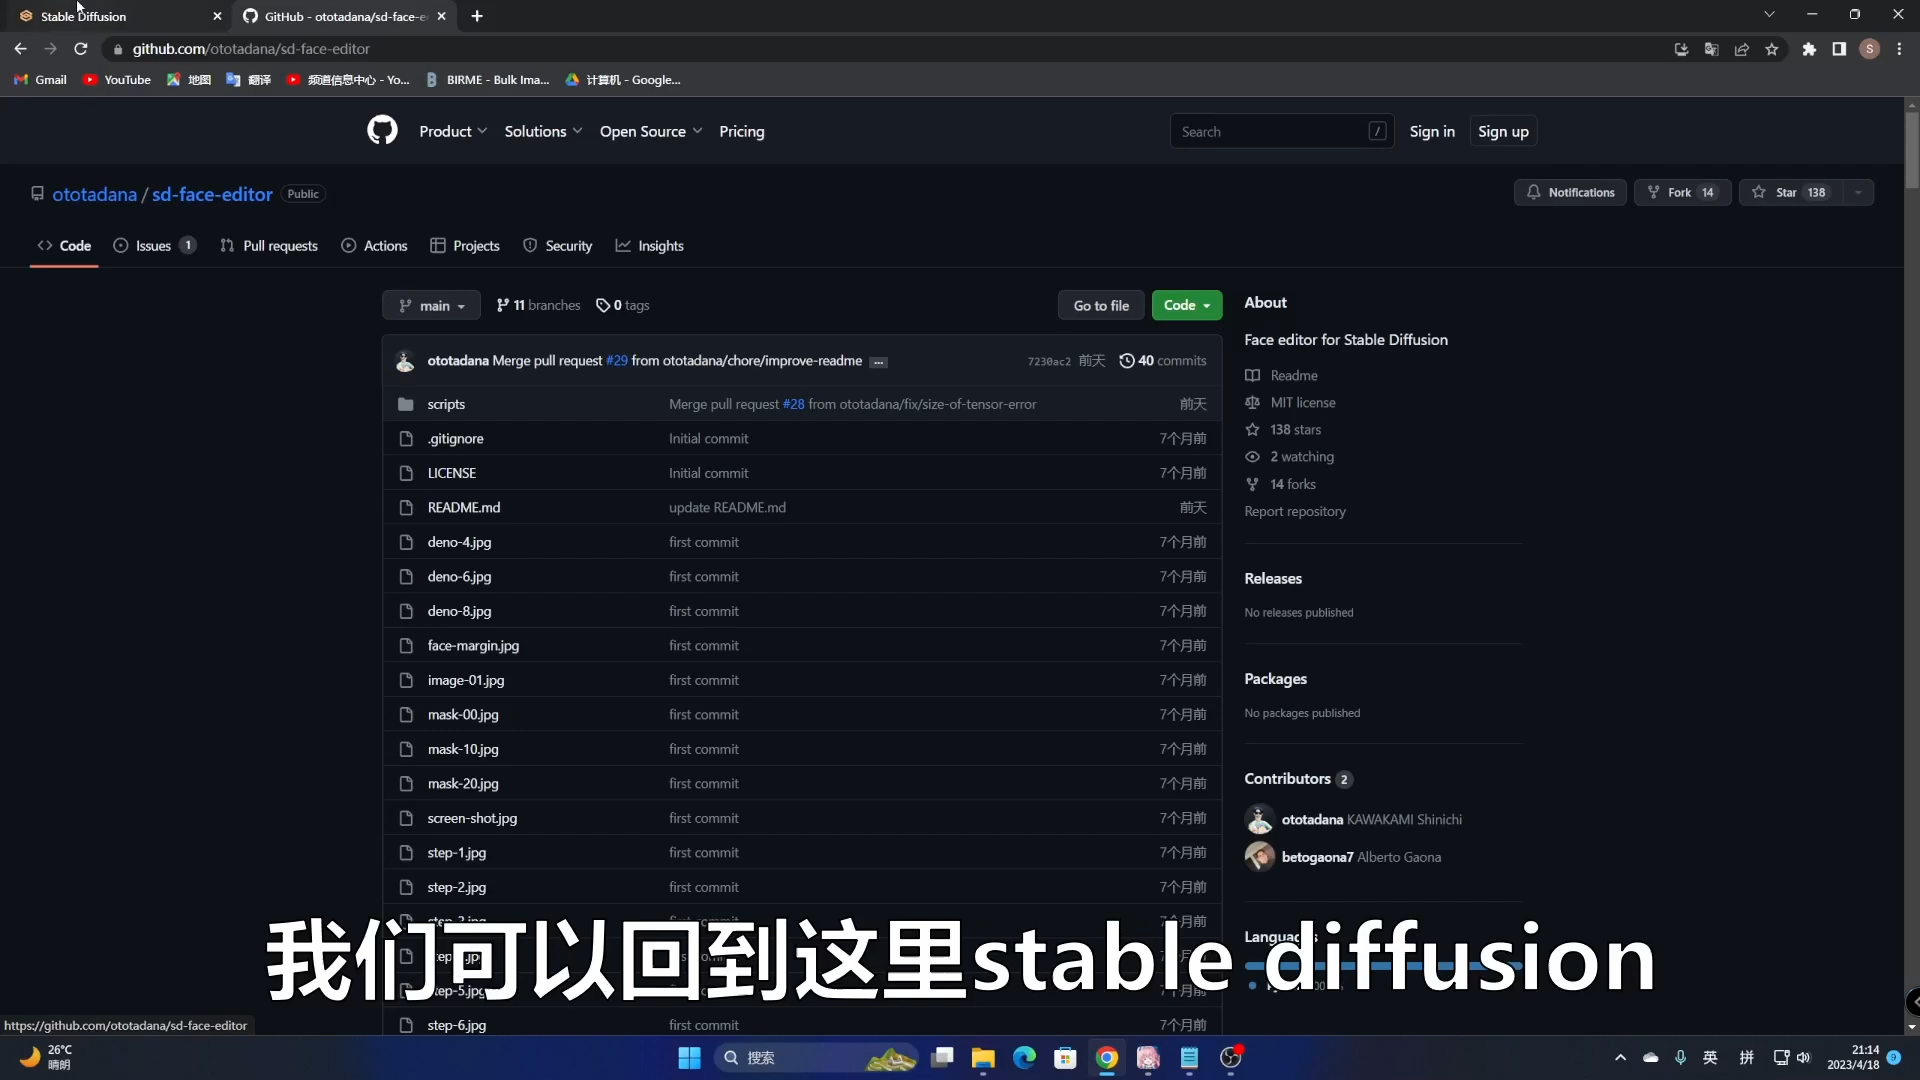 Stable Diffusion
GitHub - ototadana/sd-face-e
github.com/ototadana/sd-face-editor
Gmail
YouTube
地图
翻译
频道信息中心 - Yo...
BIRME - Bulk Ima...
计算机 - Google...
Product
Solutions
Open Source
Pricing
Search
/
Sign in
Sign up
ototadana / sd-face-editor
Public
Notifications
Fork 14
Star 138
Code
Issues 1
Pull requests
Actions
Projects
Security
Insights
main
11 branches
0 tags
Go to file
Code
ototadana Merge pull request #29 from ototadana/chore/improve-readme ...
7230ac2 前天
40 commits
scripts Merge pull request #28 from ototadana/fix/size-of-tensor-error 前天
.gitignore Initial commit 7个月前
LICENSE Initial commit 7个月前
README.md update README.md 前天
deno-4.jpg first commit 7个月前
deno-6.jpg first commit 7个月前
deno-8.jpg first commit 7个月前
face-margin.jpg first commit 7个月前
image-01.jpg first commit 7个月前
mask-00.jpg first commit 7个月前
mask-10.jpg first commit 7个月前
mask-20.jpg first commit 7个月前
screen-shot.jpg first commit 7个月前
step-1.jpg first commit 7个月前
step-2.jpg first commit 7个月前
step-6.jpg first commit 7个月前
About
Face editor for Stable Diffusion
Readme
MIT license
138 stars
2 watching
14 forks
Report repository
Releases
No releases published
Packages
No packages published
Contributors 2
ototadana KAWAKAMI Shinichi
betogaona7 Alberto Gaona
Languages
我们可以回到这里stable diffusion
https://github.com/ototadana/sd-face-editor
26°C
晴朗
搜索
英
拼
21:14
2023/4/18
9
S